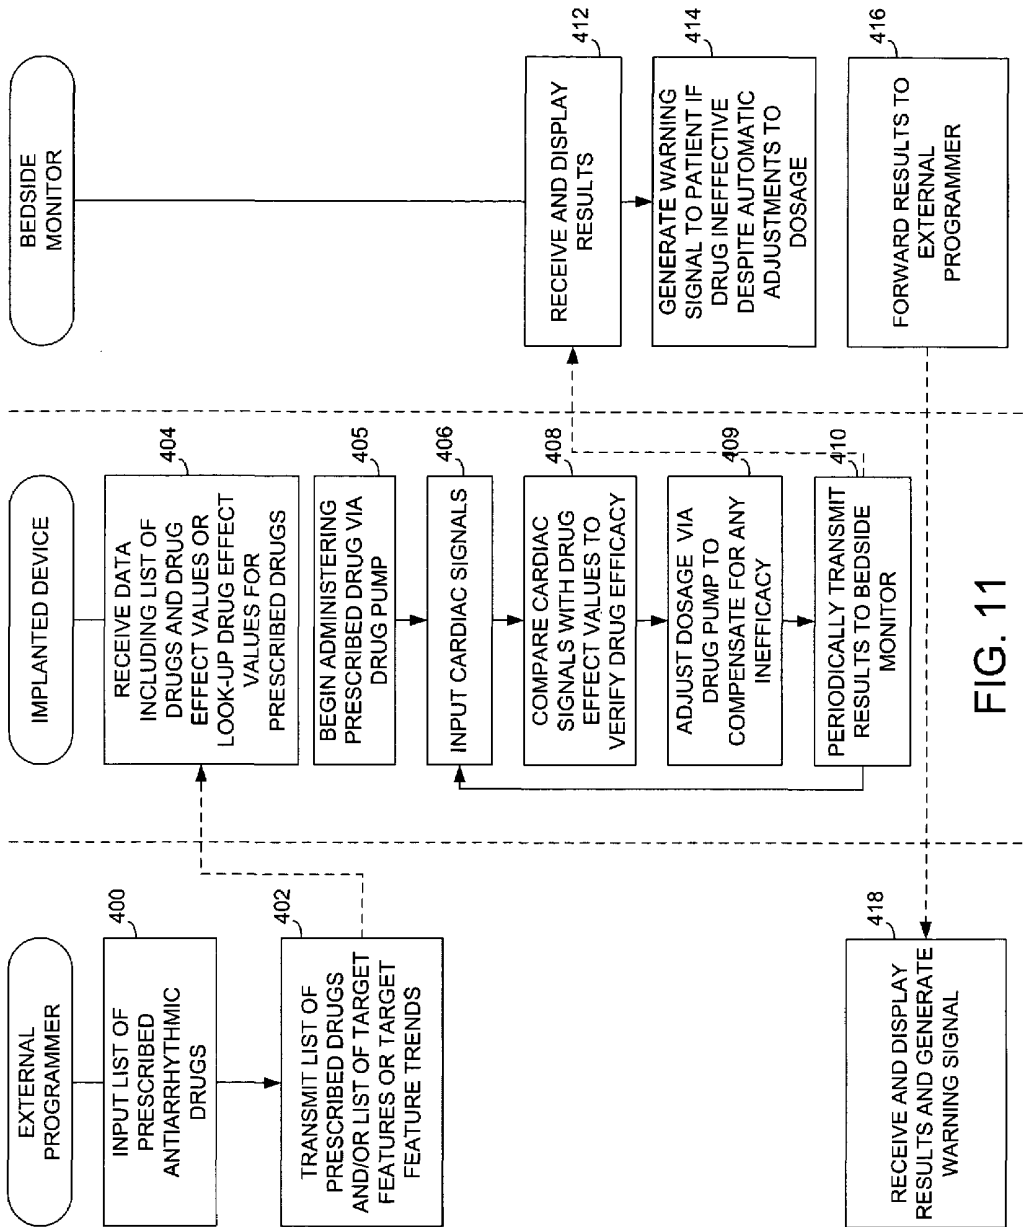 EXTERNAL
PROGRAMMER
400
INPUT LIST OF
PRESCRIBED
ANTIARRHYTHMIC
DRUGS
402
TRANSMIT LIST OF
PRESCRIBED DRUGS
AND/OR LIST OF TARGET
FEATURES OR TARGET
FEATURE TRENDS
418
RECEIVE AND DISPLAY
RESULTS AND GENERATE
WARNING SIGNAL
IMPLANTED DEVICE
404
RECEIVE DATA
INCLUDING LIST OF
DRUGS AND DRUG
EFFECT VALUES OR
LOOK-UP DRUG EFFECT
VALUES FOR
PRESCRIBED DRUGS
405
BEGIN ADMINISTERING
PRESCRIBED DRUG VIA
DRUG PUMP
406
INPUT CARDIAC SIGNALS
408
COMPARE CARDIAC
SIGNALS WITH DRUG
EFFECT VALUES TO
VERIFY DRUG EFFICACY
409
ADJUST DOSAGE VIA
DRUG PUMP TO
COMPENSATE FOR ANY
INEFFICACY
410
PERIODICALLY TRANSMIT
RESULTS TO BEDSIDE
MONITOR
BEDSIDE
MONITOR
412
RECEIVE AND DISPLAY
RESULTS
414
GENERATE WARNING
SIGNAL TO PATIENT IF
DRUG INEFFECTIVE
DESPITE AUTOMATIC
ADJUSTMENTS TO
DOSAGE
416
FORWARD RESULTS TO
EXTERNAL
PROGRAMMER
FIG. 11